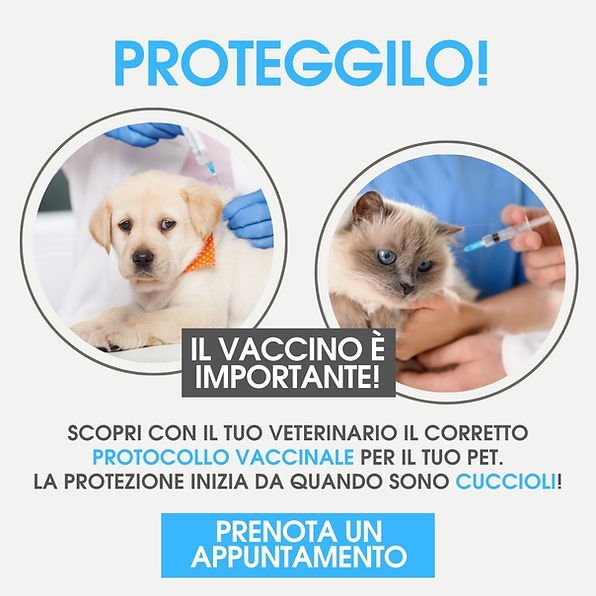 PROTEGGILO!
IL VACCINO È
IMPORTANTE!
SCOPRI CON IL TUO VETERINARIO IL CORRETTO
PROTOCOLLO VACCINALE PER IL TUO PET.
LA PROTEZIONE INIZIA DA QUANDO SONO CUCCIOLI!
PRENOTA UN
APPUNTAMENTO